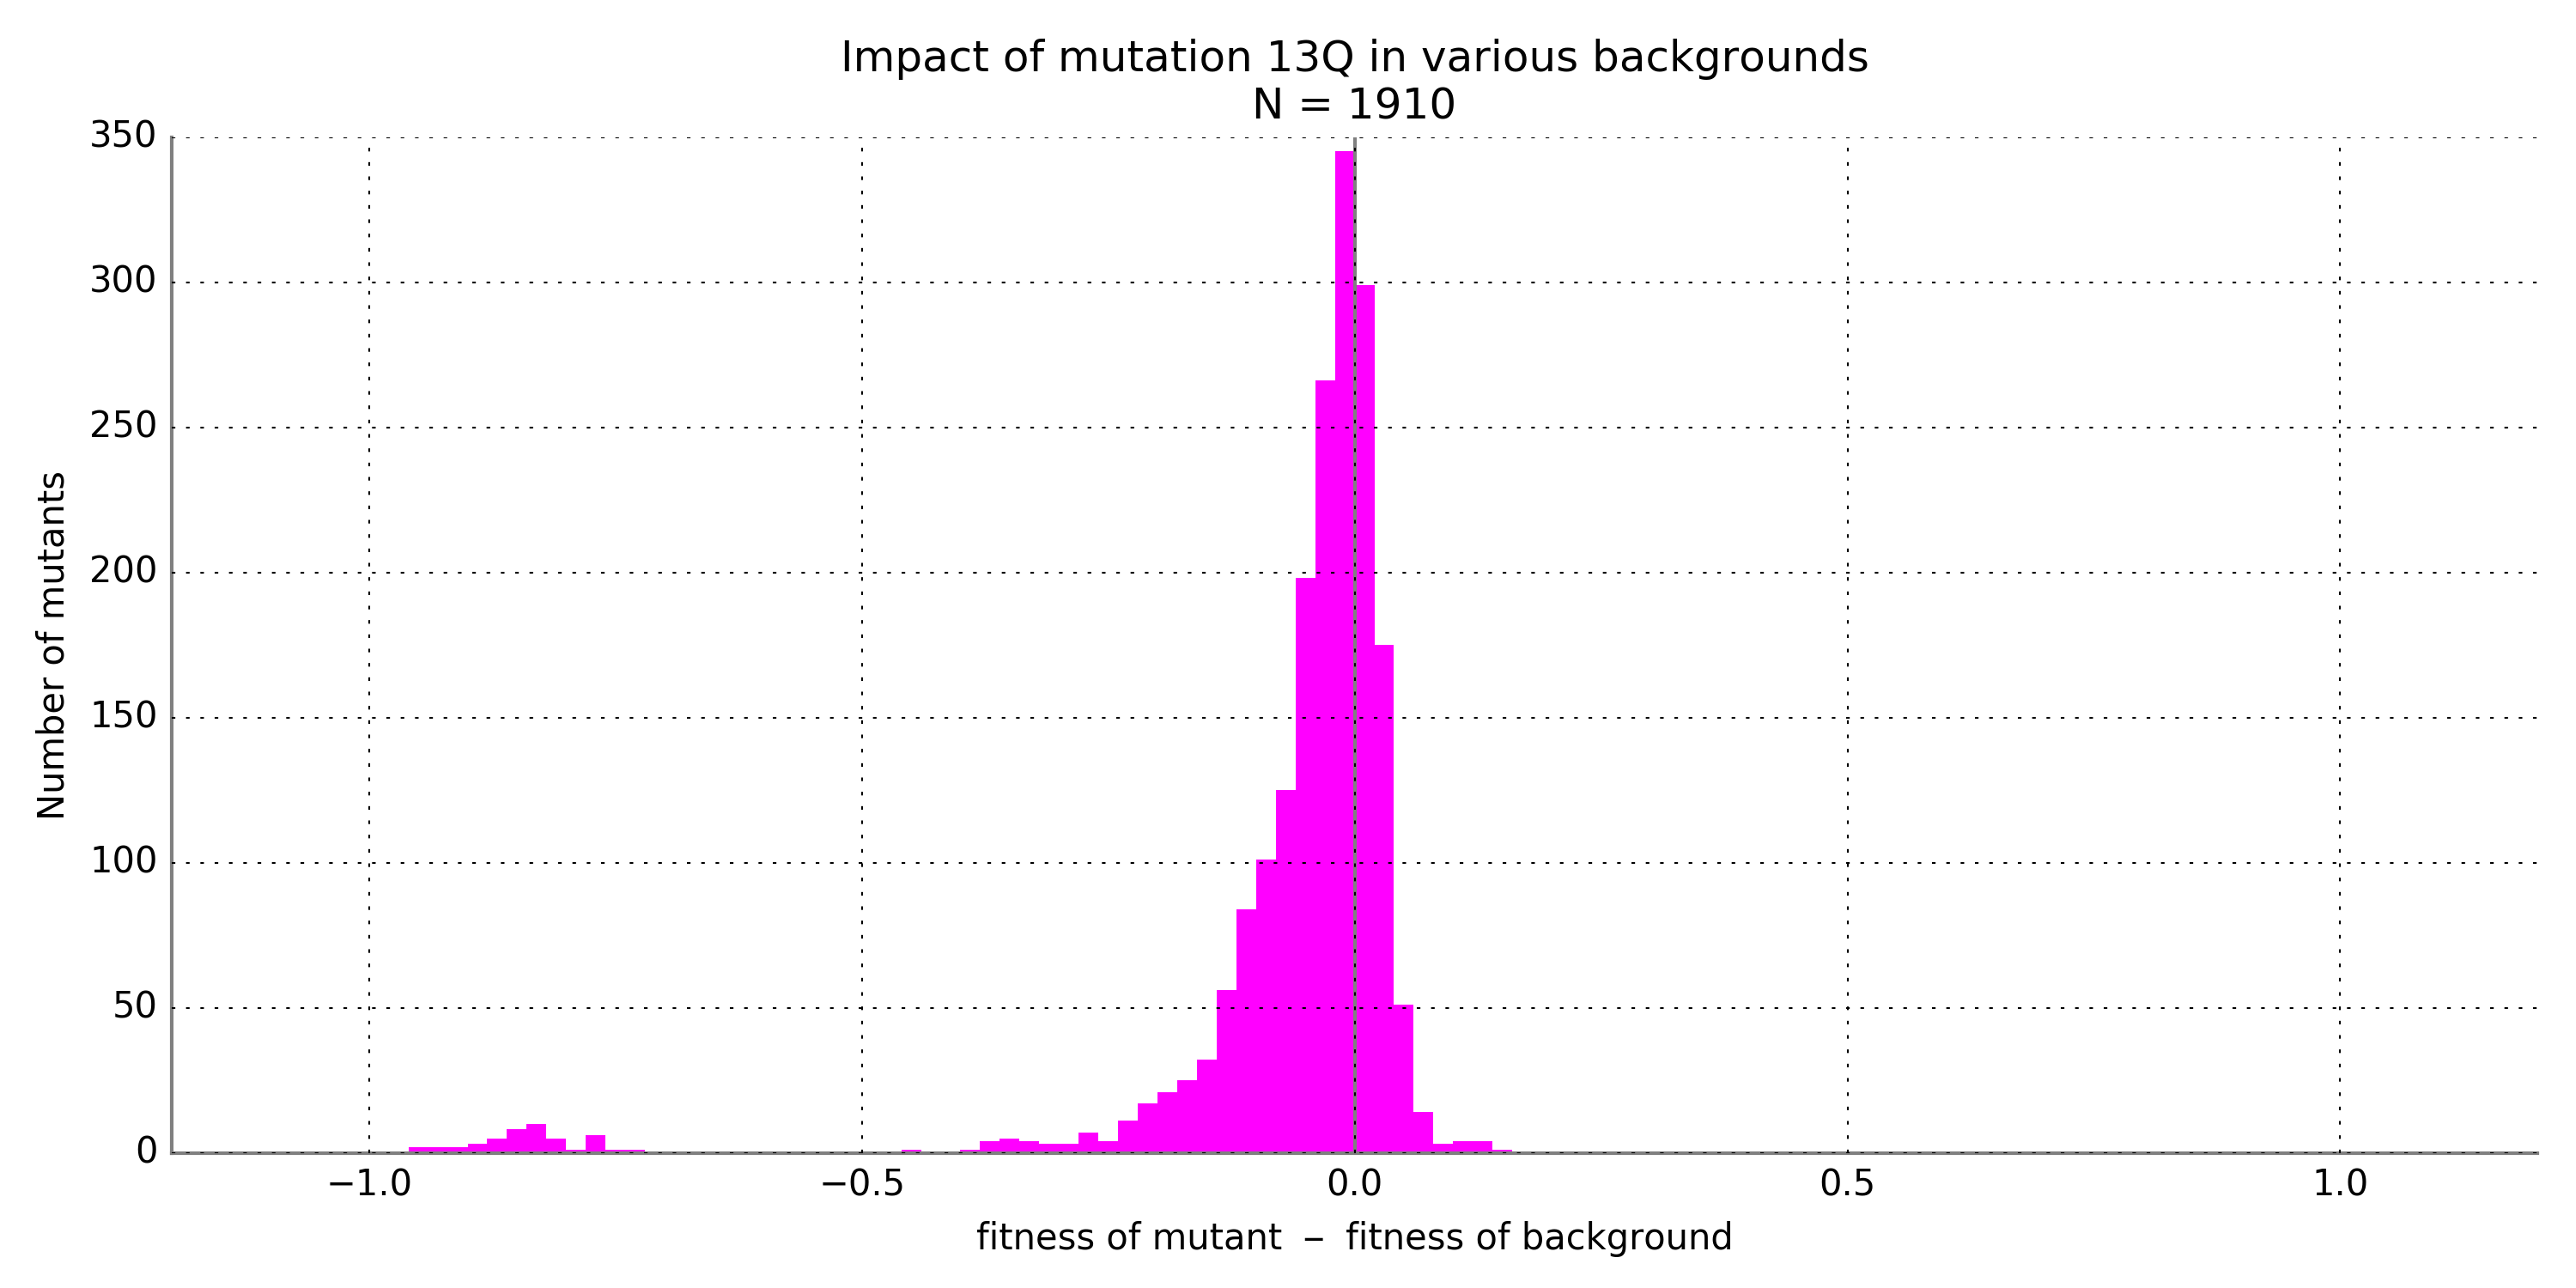 Impact of mutation 13Q in various backgrounds
N = 1910
350
300
250
200
150
100
50
0
Number of mutants
−1.0 −0.5 0.0 0.5 1.0
fitness of mutant − fitness of background